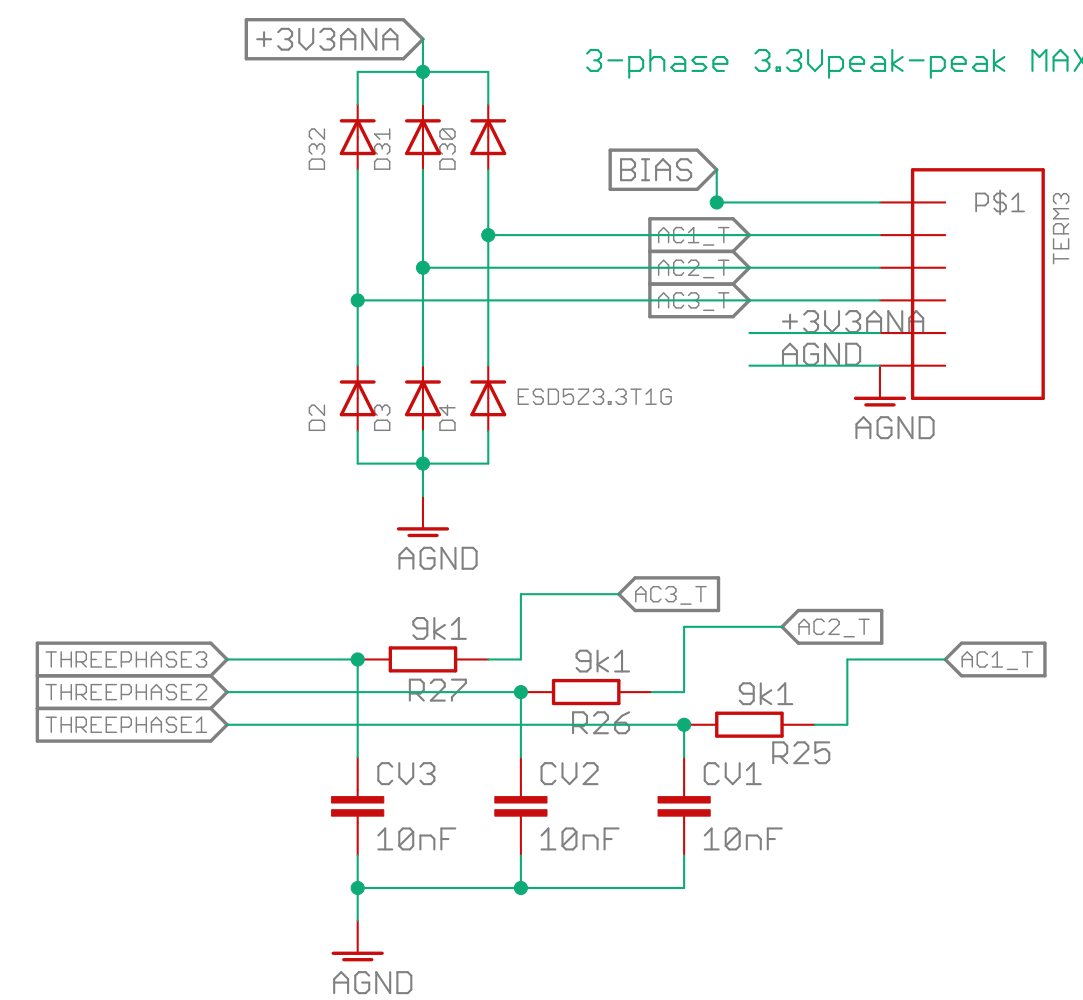 +3V3ANA
3-phase 3.3Vpeak-peak MAX
D32
D31
D30
BIAS
P$1
TERM3
AC1_T
AC2_T
AC3_T
+3V3ANA
AGND
AGND
D2
D3
D4
ESD5Z3.3T1G
AGND
AC3_T
9k1
AC2_T
THREEPHASE3
9k1
AC1_T
THREEPHASE2
R27
9k1
THREEPHASE1
R26
R25
CV3
CV2
CV1
10nF
10nF
10nF
AGND